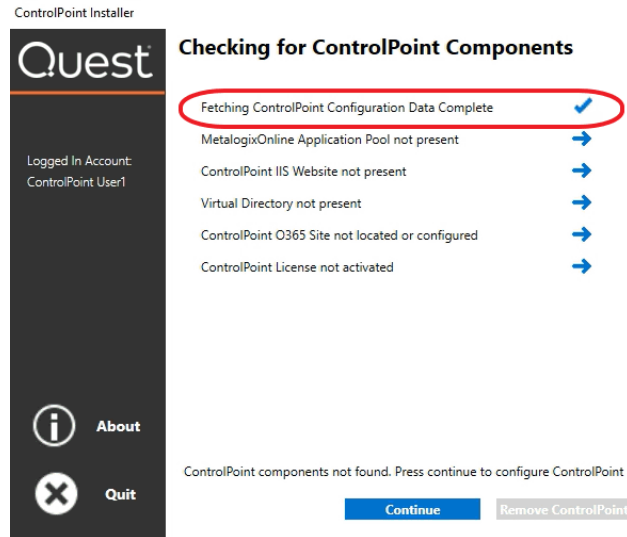 ControlPoint Installer
Quest
Checking for ControlPoint Components
Fetching ControlPoint Configuration Data Complete
MetalogixOnline Application Pool not present
ControlPoint IIS Website not present
Virtual Directory not present
ControlPoint O365 Site not located or configured
ControlPoint License not activated
Logged In Account:
ControlPoint User1
About
Quit
ControlPoint components not found. Press continue to configure ControlPoint
Continue
Remove ControlPoint